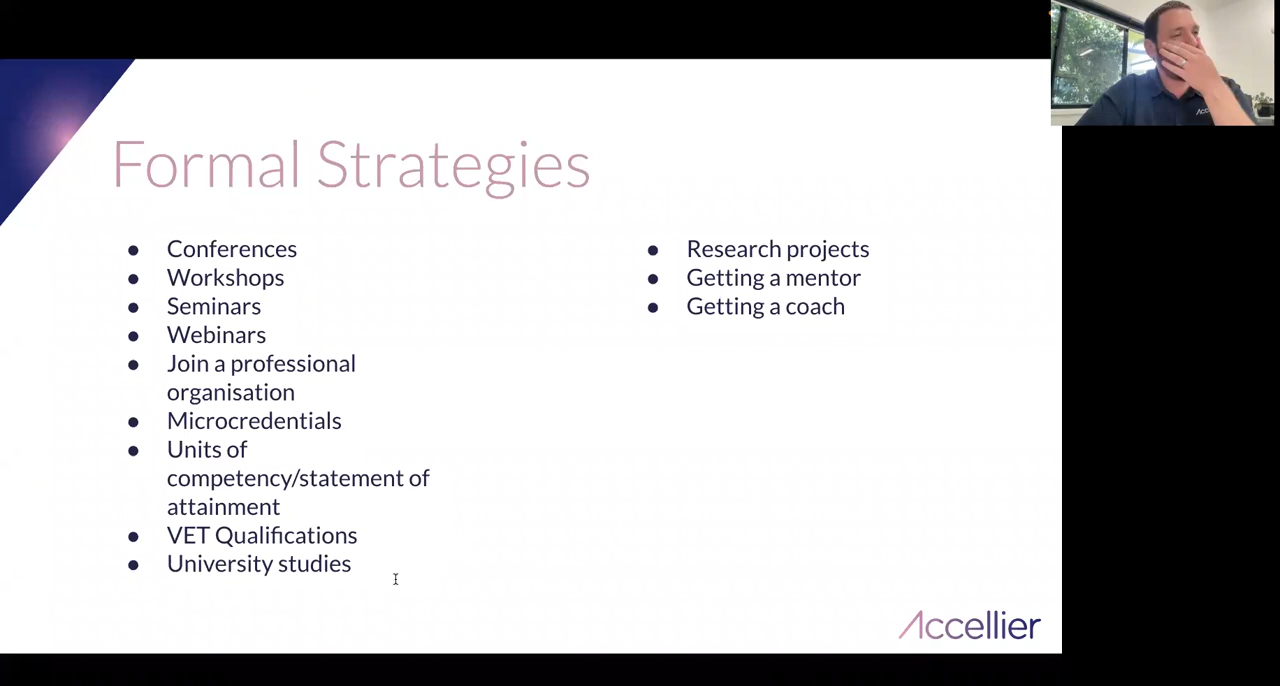 Formal Strategies
● Conferences
● Workshops
● Seminars
● Webinars
● Join a professional
organisation
● Microcredentials
● Units of
competency/statement of
attainment
● VET Qualifications
● University studies
● Research projects
● Getting a mentor
● Getting a coach
Accellier